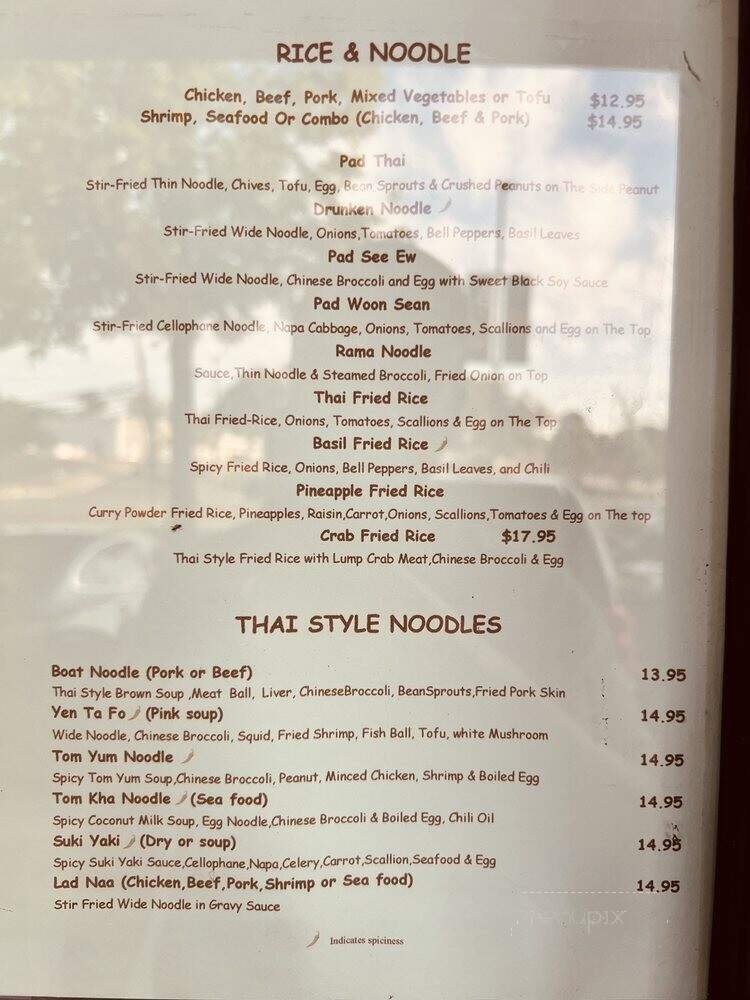 RICE & NOODLE
Chicken, Beef, Pork, Mixed Vegetables or Tofu $12.95
Shrimp, Seafood Or Combo (Chicken, Beef & Pork) $14.95
Pad Thai
Stir-Fried Thin Noodle, Chives, Tofu, Egg, Bean Sprouts & Crushed Peanuts on The Side Peanut
Drunken Noodle
Stir-Fried Wide Noodle, Onions,Tomatoes, Bell Peppers, Basil Leaves
Pad See Ew
Stir-Fried Wide Noodle, Chinese Broccoli and Egg with Sweet Black Soy Sauce
Pad Woon Sean
Stir-Fried Cellophane Noodle, Napa Cabbage, Onions, Tomatoes, Scallions and Egg on The Top
Rama Noodle
Sauce,Thin Noodle & Steamed Broccoli, Fried Onion on Top
Thai Fried Rice
Thai Fried-Rice, Onions, Tomatoes, Scallions & Egg on The Top
Basil Fried Rice
Spicy Fried Rice, Onions, Bell Peppers, Basil Leaves, and Chili
Pineapple Fried Rice
Curry Powder Fried Rice, Pineapples, Raisin,Carrot,Onions, Scallions,Tomatoes & Egg on The top
Crab Fried Rice $17.95
Thai Style Fried Rice with Lump Crab Meat,Chinese Broccoli & Egg
THAI STYLE NOODLES
Boat Noodle (Pork or Beef) 13.95
Thai Style Brown Soup ,Meat Ball, Liver, ChineseBroccoli, BeanSprouts,Fried Pork Skin
Yen Ta Fo (Pink soup) 14.95
Wide Noodle, Chinese Broccoli, Squid, Fried Shrimp, Fish Ball, Tofu, white Mushroom
Tom Yum Noodle 14.95
Spicy Tom Yum Soup,Chinese Broccoli, Peanut, Minced Chicken, Shrimp & Boiled Egg
Tom Kha Noodle (Sea food) 14.95
Spicy Coconut Milk Soup, Egg Noodle,Chinese Broccoli & Boiled Egg, Chili Oil
Suki Yaki (Dry or soup) 14.95
Spicy Suki Yaki Sauce,Cellophane,Napa,Celery,Carrot,Scallion,Seafood & Egg
Lad Naa (Chicken,Beef,Pork,Shrimp or Sea food) 14.95
Stir Fried Wide Noodle in Gravy Sauce
Indicates spiciness